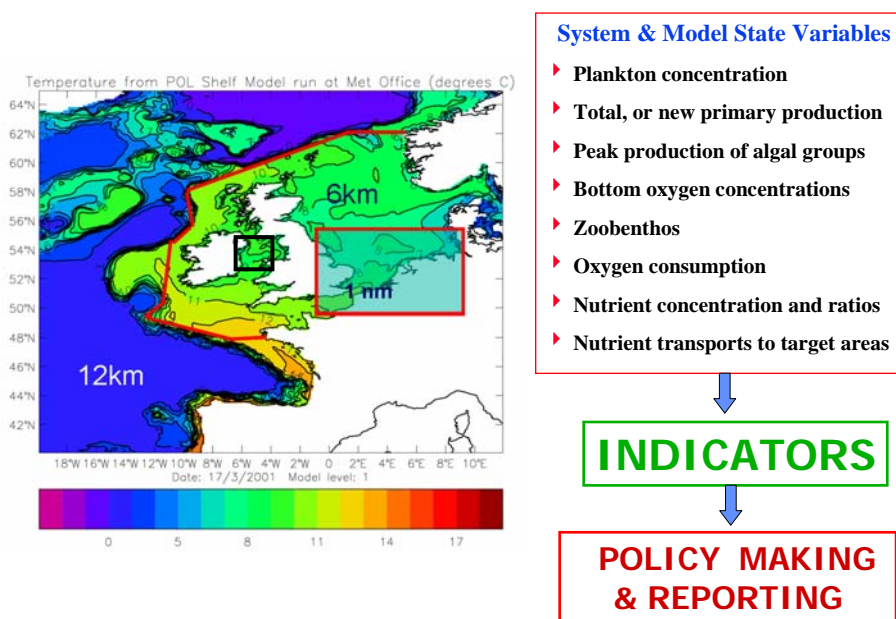 Temperature from POL Shelf Model run at Met Office (degrees C)
64°N
62°N
60°N
58°N
56°N
54°N
52°N
50°N
48°N
46°N
44°N
42°N
6km
1 nm
12km
18°W 16°W 14°W 12°W 10°W 8°W 6°W 4°W 2°W 0 2°E 4°E 6°E 8°E 10°E
Date: 17/3/2001 Model level: 1
0 5 8 11 14 17
System & Model State Variables
Plankton concentration
Total, or new primary production
Peak production of algal groups
Bottom oxygen concentrations
Zoobenthos
Oxygen consumption
Nutrient concentration and ratios
Nutrient transports to target areas
INDICATORS
POLICY MAKING
& REPORTING